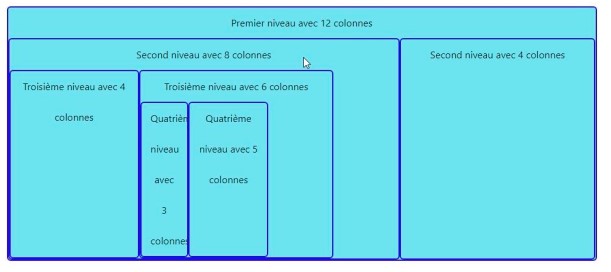 Premier niveau avec 12 colonnes
Second niveau avec 8 colonnes
Second niveau avec 4 colonnes
Troisième niveau avec 4
colonnes
Troisième niveau avec 6 colonnes
Quatrièm
niveau
avec
3
colonnes
Quatrième
niveau avec 5
colonnes